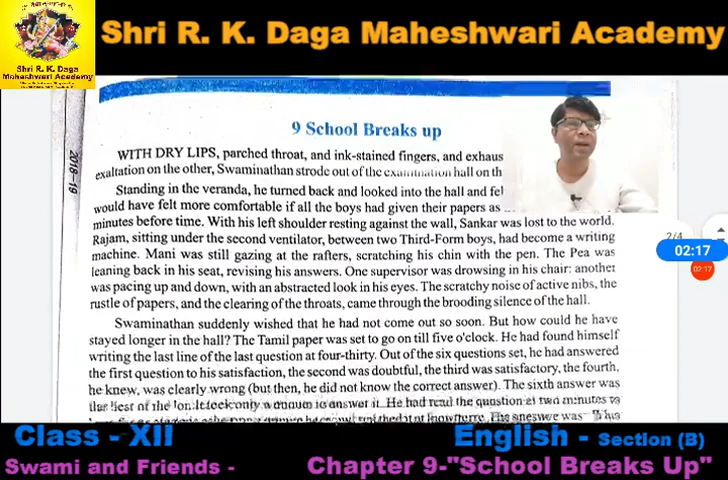 Shri R. K. Daga Maheshwari Academy
Shri R. K. Daga
Maheshwari Academy
2018-19
9 School Breaks up
WITH DRY LIPS, parched throat, and ink-stained fingers, and exhaus
exaltation on the other, Swaminathan strode out of the examination hall on th
Standing in the veranda, he turned back and looked into the hall and fel
would have felt more comfortable if all the boys had given their papers as
minutes before time. With his left shoulder resting against the wall, Sankar was lost to the world.
Rajam, sitting under the second ventilator, between two Third-Form boys, had become a writing
machine. Mani was still gazing at the rafters, scratching his chin with the pen. The Pea was
leaning back in his seat, revising his answers. One supervisor was drowsing in his chair: another
was pacing up and down, with an abstracted look in his eyes. The scratchy noise of active nibs, the
rustle of papers, and the clearing of the throats, came through the brooding silence of the hall.
Swaminathan suddenly wished that he had not come out so soon. But how could he have
stayed longer in the hall? The Tamil paper was set to go on till five o'clock. He had found himself
writing the last line of the last question at four-thirty. Out of the six questions set, he had answered
the first question to his satisfaction, the second was doubtful, the third was satisfactory, the fourth,
he knew, was clearly wrong (but then, he did not know the correct answer). The sixth answer was
He had read the question at two minutes to
2/4
02:17
02:17
Class - XII
English - Section (B)
Swami and Friends -
Chapter 9-"School Breaks Up"